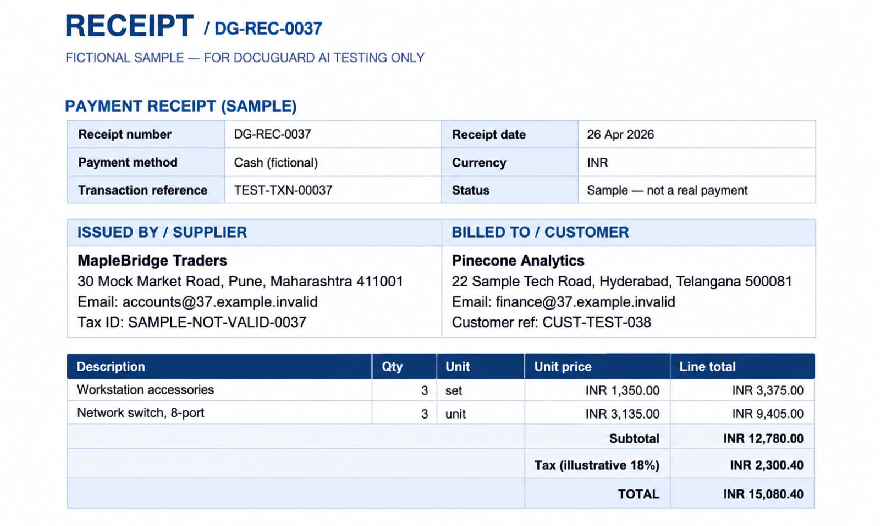 RECEIPT / DG-REC-0037
FICTIONAL SAMPLE — FOR DOCUGUARD AI TESTING ONLY
PAYMENT RECEIPT (SAMPLE)
Receipt number DG-REC-0037 Receipt date 26 Apr 2026
Payment method Cash (fictional) Currency INR
Transaction reference TEST-TXN-00037 Status Sample — not a real payment
ISSUED BY / SUPPLIER BILLED TO / CUSTOMER
MapleBridge Traders Pinecone Analytics
30 Mock Market Road, Pune, Maharashtra 411001 22 Sample Tech Road, Hyderabad, Telangana 500081
Email: accounts@37.example.invalid Email: finance@37.example.invalid
Tax ID: SAMPLE-NOT-VALID-0037 Customer ref: CUST-TEST-038
Description Qty Unit Unit price Line total
Workstation accessories 3 set INR 1,350.00 INR 3,375.00
Network switch, 8-port 3 unit INR 3,135.00 INR 9,405.00
Subtotal INR 12,780.00
Tax (illustrative 18%) INR 2,300.40
TOTAL INR 15,080.40